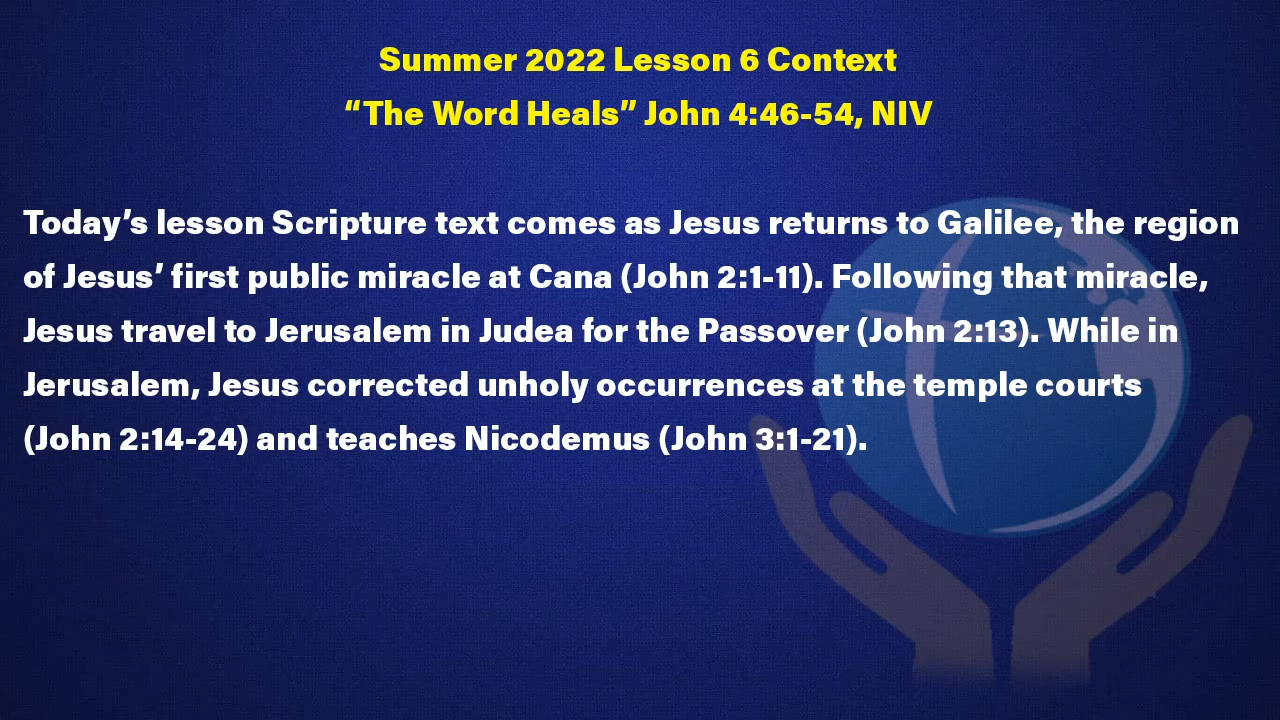 Summer 2022 Lesson 6 Context
“The Word Heals” John 4:46-54, NIV
Today’s lesson Scripture text comes as Jesus returns to Galilee, the region
of Jesus’ first public miracle at Cana (John 2:1-11). Following that miracle,
Jesus travel to Jerusalem in Judea for the Passover (John 2:13). While in
Jerusalem, Jesus corrected unholy occurrences at the temple courts
(John 2:14-24) and teaches Nicodemus (John 3:1-21).